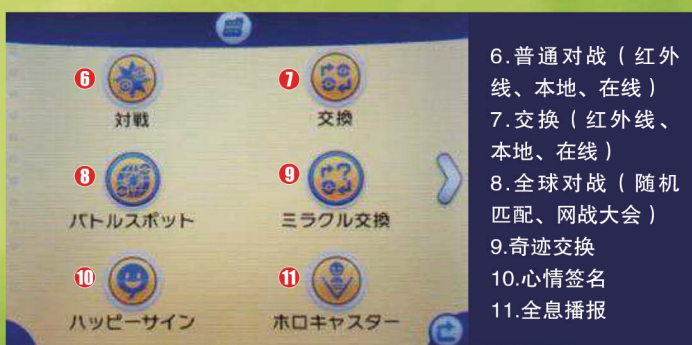 6
7
対戦
交換
8
9
バトルスポット
ミラクル交換
10
11
ハッピーサイン
ホロキャスター
6.普通对战（红外
线、本地、在线）
7.交换（红外线、
本地、在线）
8.全球对战（随机
匹配、网战大会）
9.奇迹交换
10.心情签名
11.全息播报